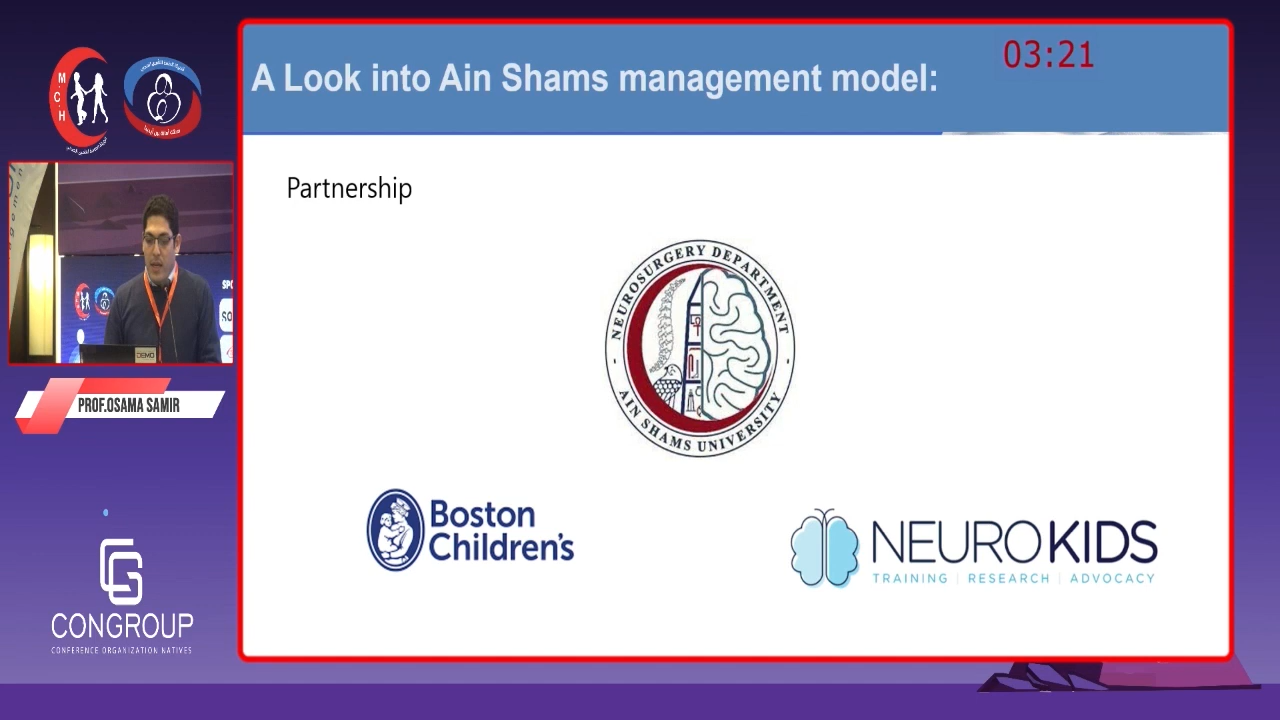 A Look into Ain Shams management model:
03:21
Partnership
NEUROSURGERY DEPARTMENT
AIN SHAMS UNIVERSITY
Boston
Children's
NEUROKIDS
TRAINING | RESEARCH | ADVOCACY
M.C.H
DEMO
PROF.OSAMA SAMIR
CONGROUP
CONFERENCE ORGANIZATION NATIVES